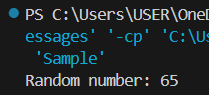 PS C:\Users\USER\OneD
essages' '-cp' 'C:\Us
'Sample'
Random number: 65